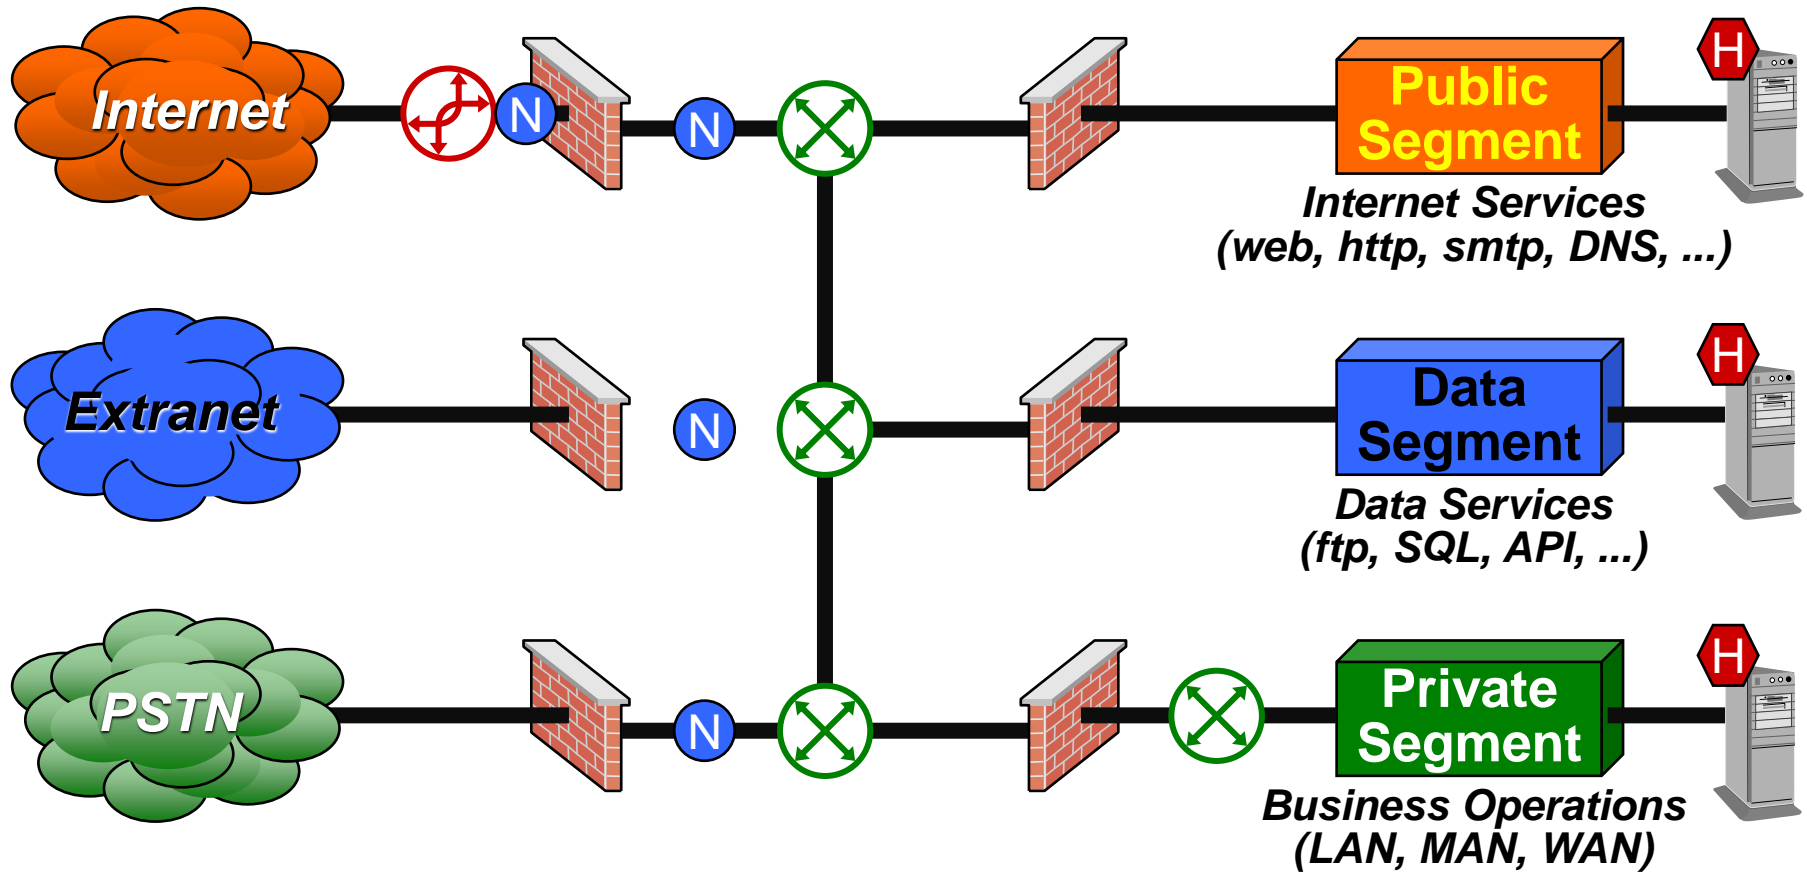 Internet
N
N
Public
Segment
H
Internet Services
(web, http, smtp, DNS, ...)
Extranet
N
Data
Segment
H
Data Services
(ftp, SQL, API, ...)
PSTN
N
Private
Segment
H
Business Operations
(LAN, MAN, WAN)